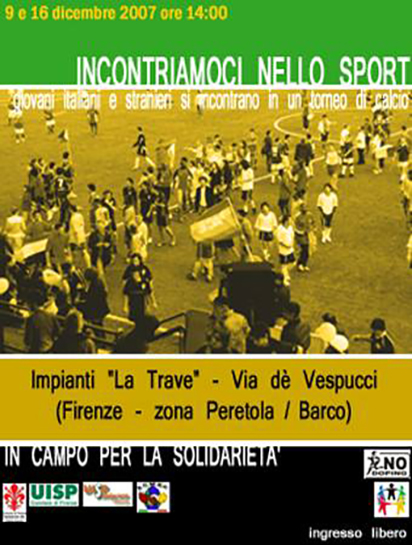 9 e 16 dicembre 2007 ore 14:00
INCONTRIAMOCI NELLO SPORT
giovani italiani e stranieri si incontrano in un torneo di calcio
Impianti "La Trave" - Via dè Vespucci
(Firenze - zona Peretola / Barco)
IN CAMPO PER LA SOLIDARIETA'
NO
DOPING
UISP
ingresso libero